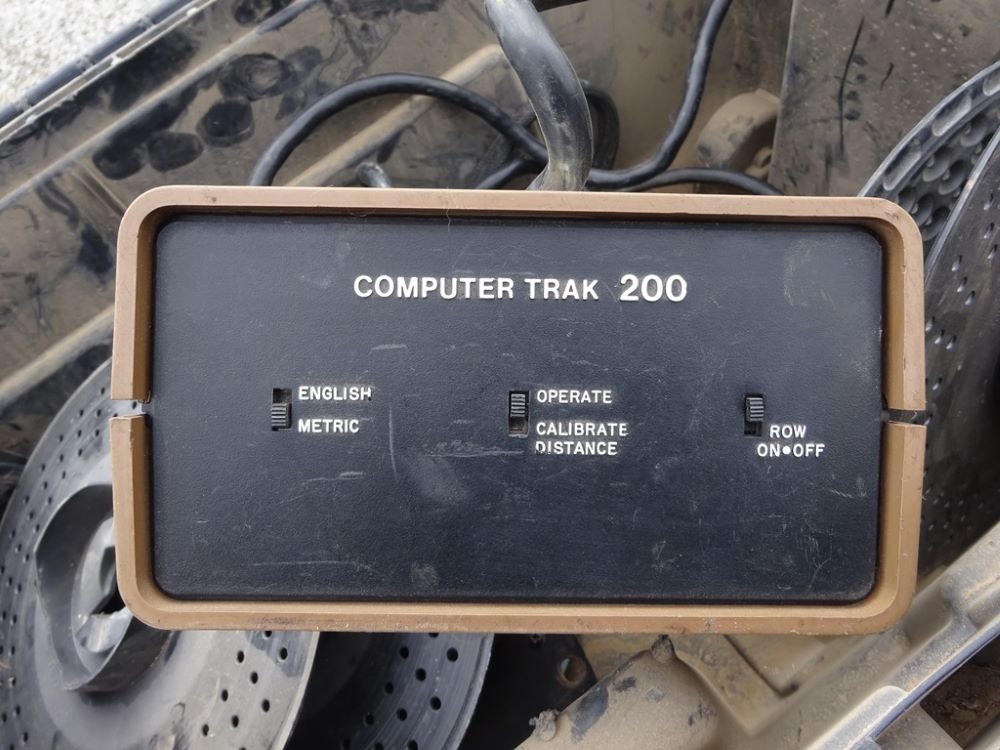 COMPUTER TRAK 200
ENGLISH
METRIC
OPERATE
CALIBRATE
DISTANCE
ROW
ON•OFF